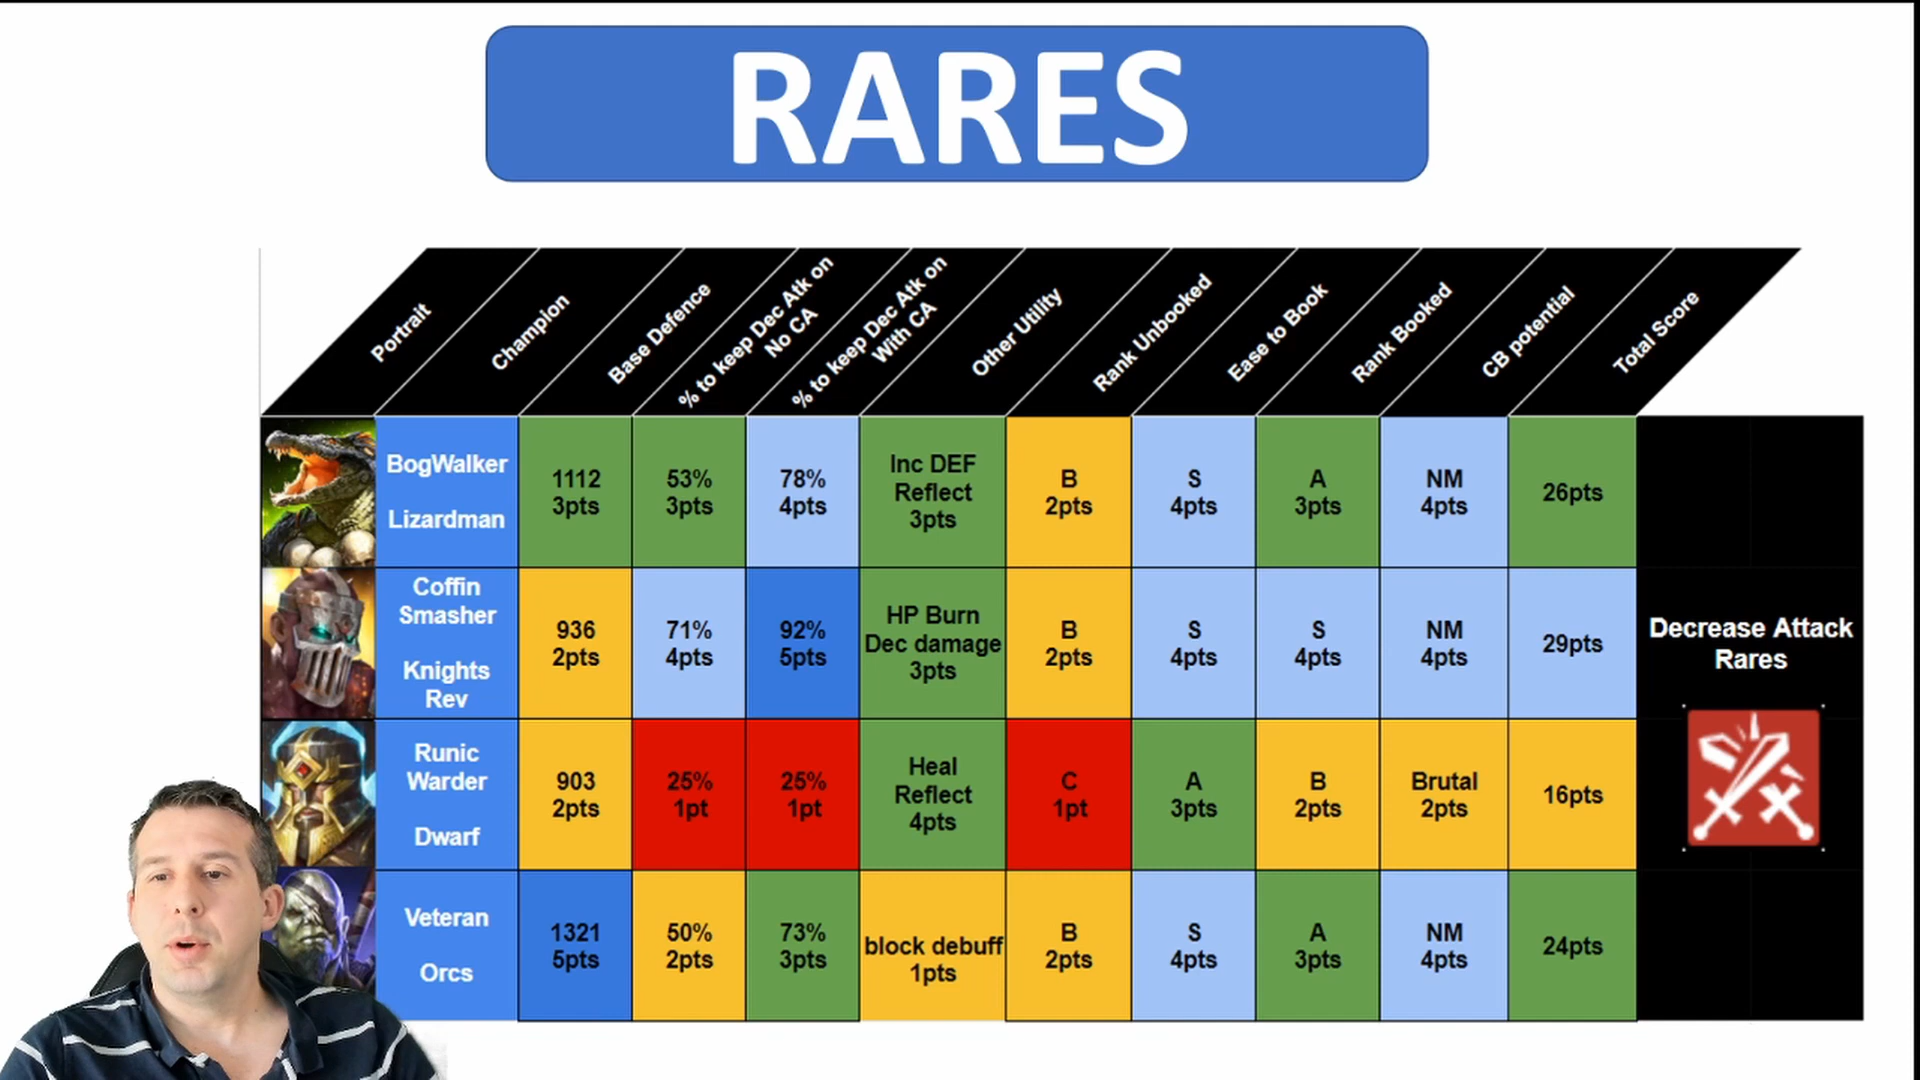 RARES
Portrait
Champion
Base Defence
% to keep Dec Atk on
No CA
% to keep Dec Atk on
With CA
Other Utility
Rank Unbooked
Ease to Book
Rank Booked
CB potential
Total Score
BogWalker
Lizardman
1112
3pts
53%
3pts
78%
4pts
Inc DEF
Reflect
3pts
B
2pts
S
4pts
A
3pts
NM
4pts
26pts
Coffin
Smasher
Knights
Rev
936
2pts
71%
4pts
92%
5pts
HP Burn
Dec damage
3pts
B
2pts
S
4pts
S
4pts
NM
4pts
29pts
Decrease Attack
Rares
Runic
Warder
Dwarf
903
2pts
25%
1pt
25%
1pt
Heal
Reflect
4pts
C
1pt
A
3pts
B
2pts
Brutal
2pts
16pts
Veteran
Orcs
1321
5pts
50%
2pts
73%
3pts
block debuff
1pts
B
2pts
S
4pts
A
3pts
NM
4pts
24pts